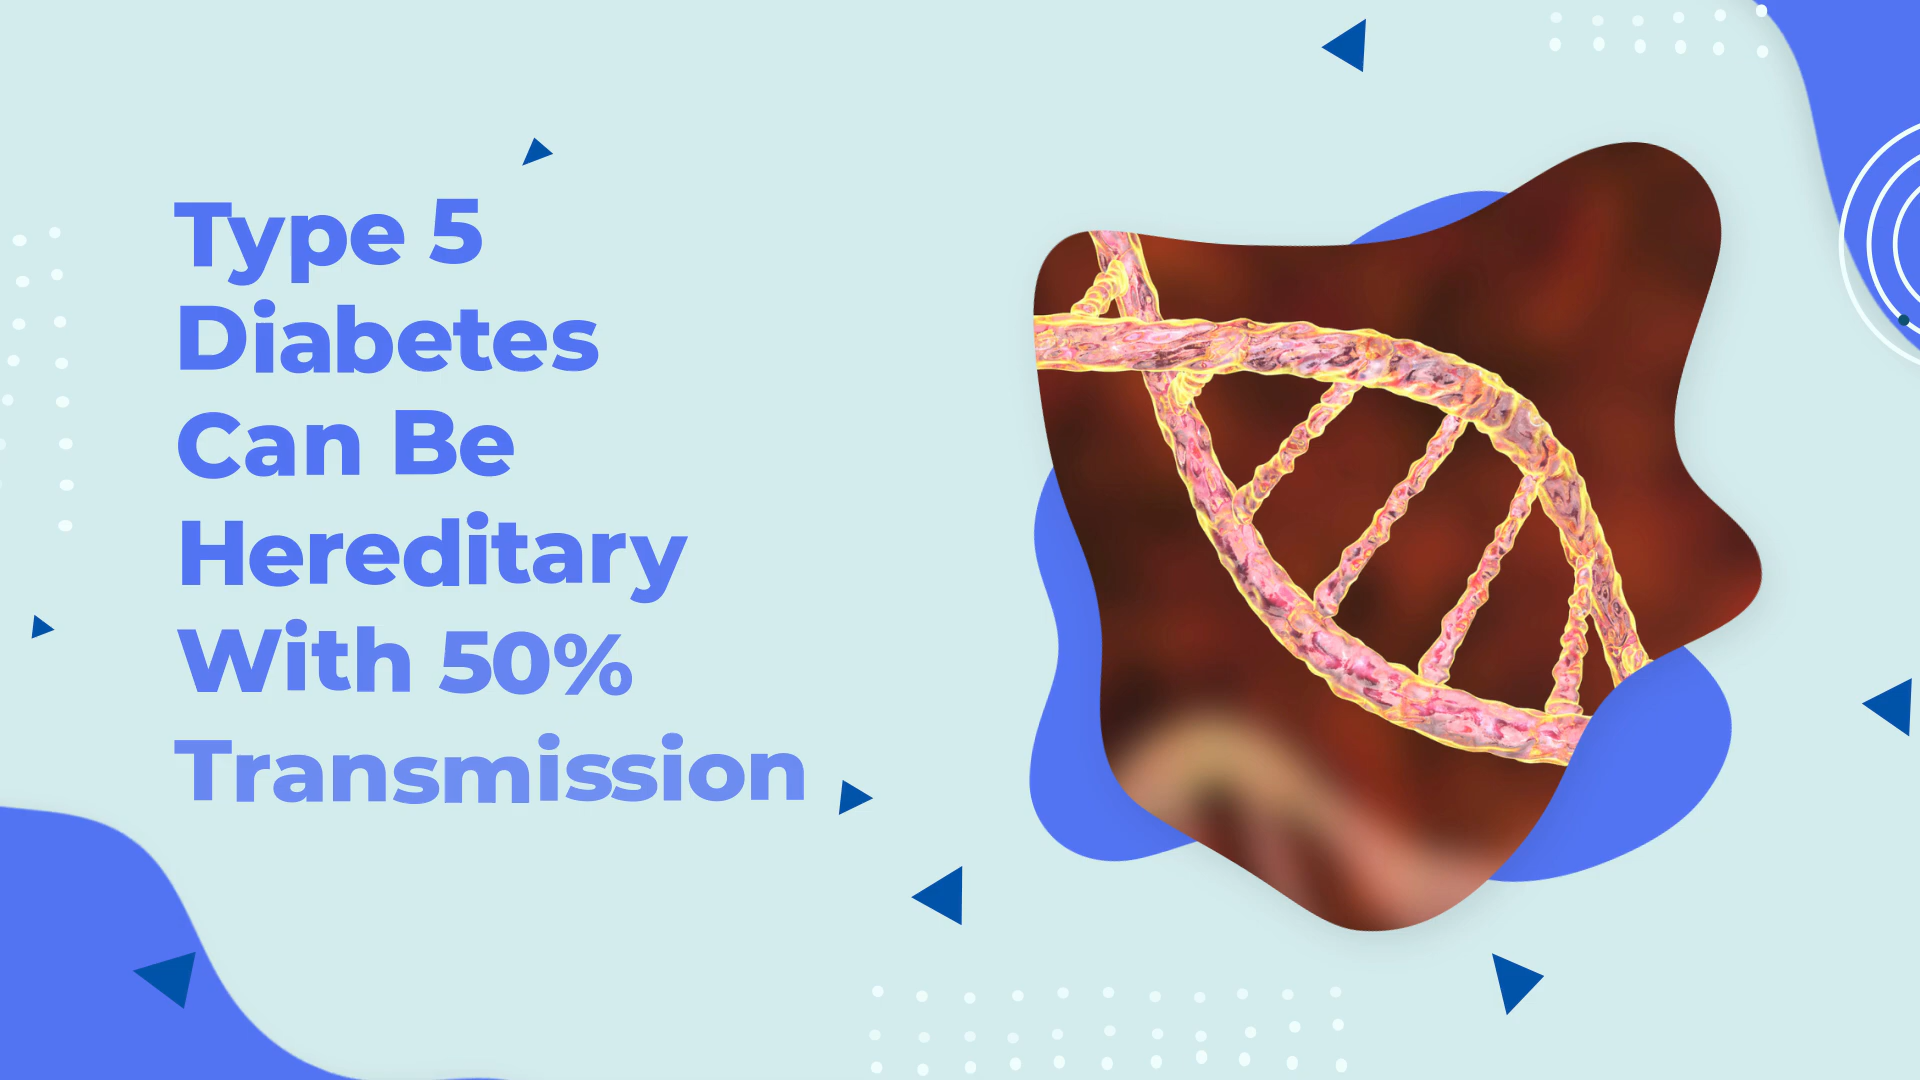 Type 5
Diabetes
Can Be
Hereditary
With 50%
Transmission